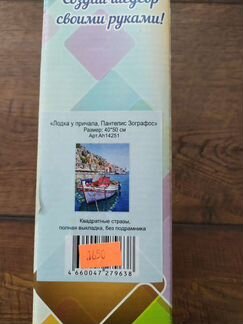 Создай шедевр
своими руками!
«Лодка у причала, Пантелис Зографос»
Размер: 40*50 см
Арт.Ah14251
Квадратные стразы,
полная выкладка, без подрамника
1650
4 660047 279638